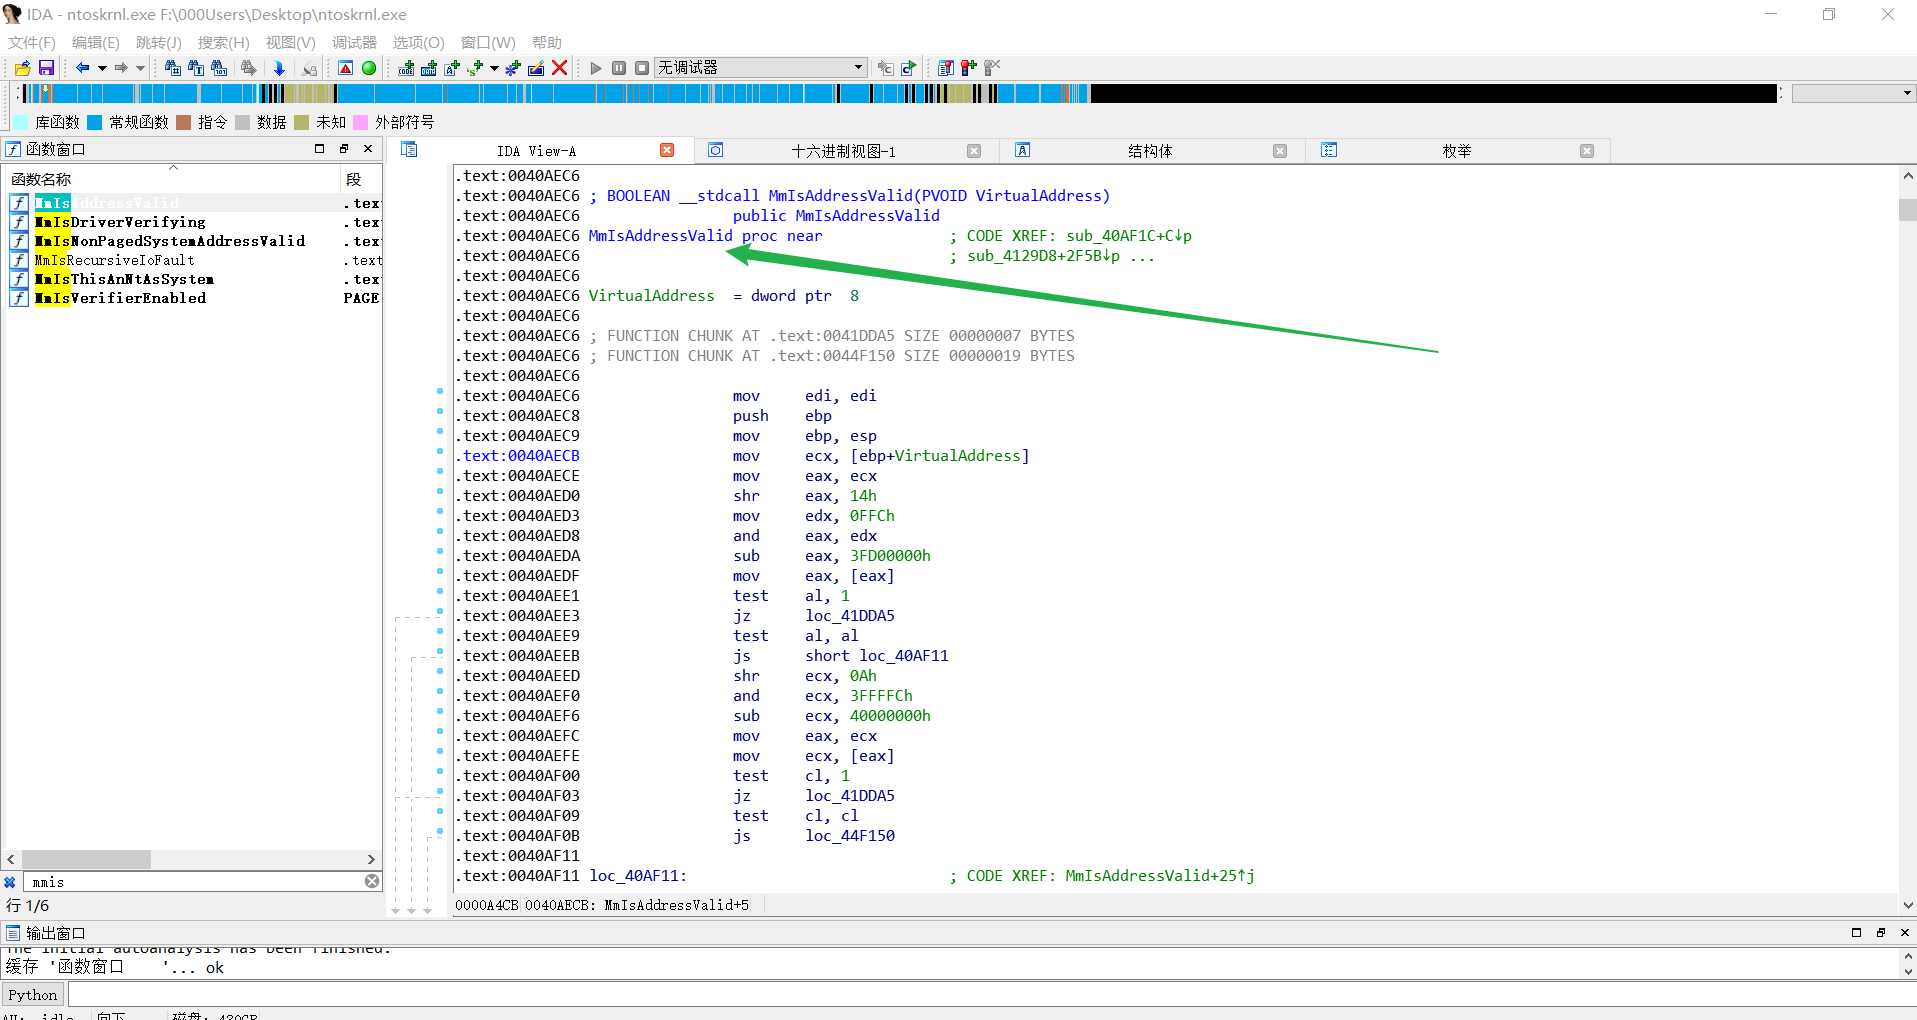 IDA - ntoskrnl.exe F:\000Users\Desktop\ntoskrnl.exe
文件(F) 编辑(E) 跳转(J) 搜索(H) 视图(V) 调试器 选项(O) 窗口(W) 帮助
无调试器
库函数 常规函数 指令 数据 未知 外部符号
函数窗口
函数名称 段
MmIsAddressValid .tex
MmIsDriverVerifying .tex
MmIsNonPagedSystemAddressValid .tex
MmIsRecursiveIoFault .text
MmIsThisAnNtAsSystem .tex
MmIsVerifierEnabled PAGE
mmis
行 1/6
IDA View-A 十六进制视图-1 结构体 枚举
.text:0040AEC6
.text:0040AEC6 ; BOOLEAN __stdcall MmIsAddressValid(PVOID VirtualAddress)
.text:0040AEC6 public MmIsAddressValid
.text:0040AEC6 MmIsAddressValid proc near ; CODE XREF: sub_40AF1C+C↓p
.text:0040AEC6 ; sub_4129D8+2F5B↓p ...
.text:0040AEC6
.text:0040AEC6 VirtualAddress = dword ptr 8
.text:0040AEC6
.text:0040AEC6 ; FUNCTION CHUNK AT .text:0041DDA5 SIZE 00000007 BYTES
.text:0040AEC6 ; FUNCTION CHUNK AT .text:0044F150 SIZE 00000019 BYTES
.text:0040AEC6
.text:0040AEC6 mov edi, edi
.text:0040AEC8 push ebp
.text:0040AEC9 mov ebp, esp
.text:0040AECB mov ecx, [ebp+VirtualAddress]
.text:0040AECE mov eax, ecx
.text:0040AED0 shr eax, 14h
.text:0040AED3 mov edx, 0FFCh
.text:0040AED8 and eax, edx
.text:0040AEDA sub eax, 3FD00000h
.text:0040AEDF mov eax, [eax]
.text:0040AEE1 test al, 1
.text:0040AEE3 jz loc_41DDA5
.text:0040AEE9 test al, al
.text:0040AEEB js short loc_40AF11
.text:0040AEED shr ecx, 0Ah
.text:0040AEF0 and ecx, 3FFFFCh
.text:0040AEF6 sub ecx, 40000000h
.text:0040AEFC mov eax, ecx
.text:0040AEFE mov ecx, [eax]
.text:0040AF00 test cl, 1
.text:0040AF03 jz loc_41DDA5
.text:0040AF09 test cl, cl
.text:0040AF0B js loc_44F150
.text:0040AF11
.text:0040AF11 loc_40AF11: ; CODE XREF: MmIsAddressValid+25↑j
0000A4CB 0040AECB: MmIsAddressValid+5
输出窗口
The initial autoanalysis has been finished.
缓存 '函数窗口 '... ok
Python
AU: idle 向下 磁盘: 430GB